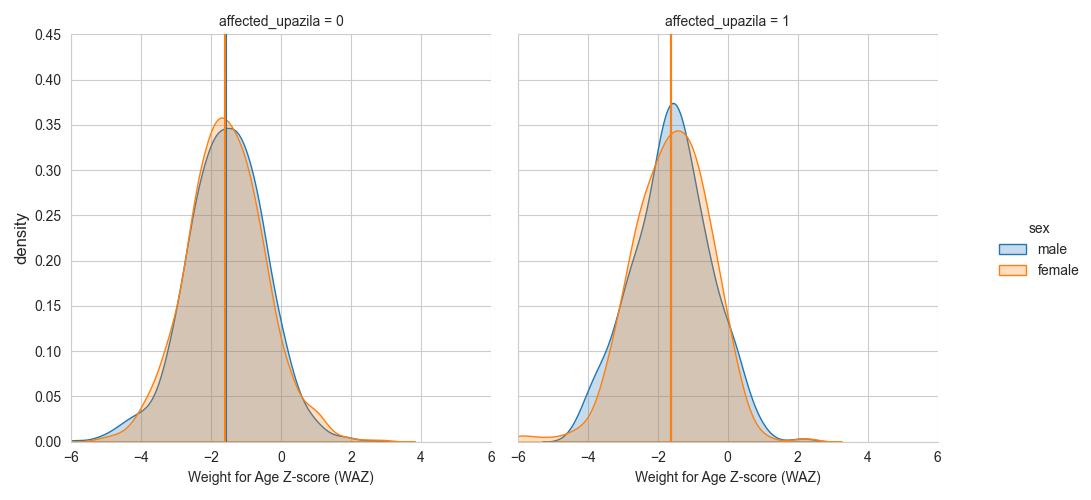 affected_upazila = 0
affected_upazila = 1
0.45
0.40
0.35
0.30
0.25
0.20
0.15
0.10
0.05
0.00
density
−6 −4 −2 0 2 4 6
−6 −4 −2 0 2 4 6
Weight for Age Z-score (WAZ)
Weight for Age Z-score (WAZ)
sex
male
female